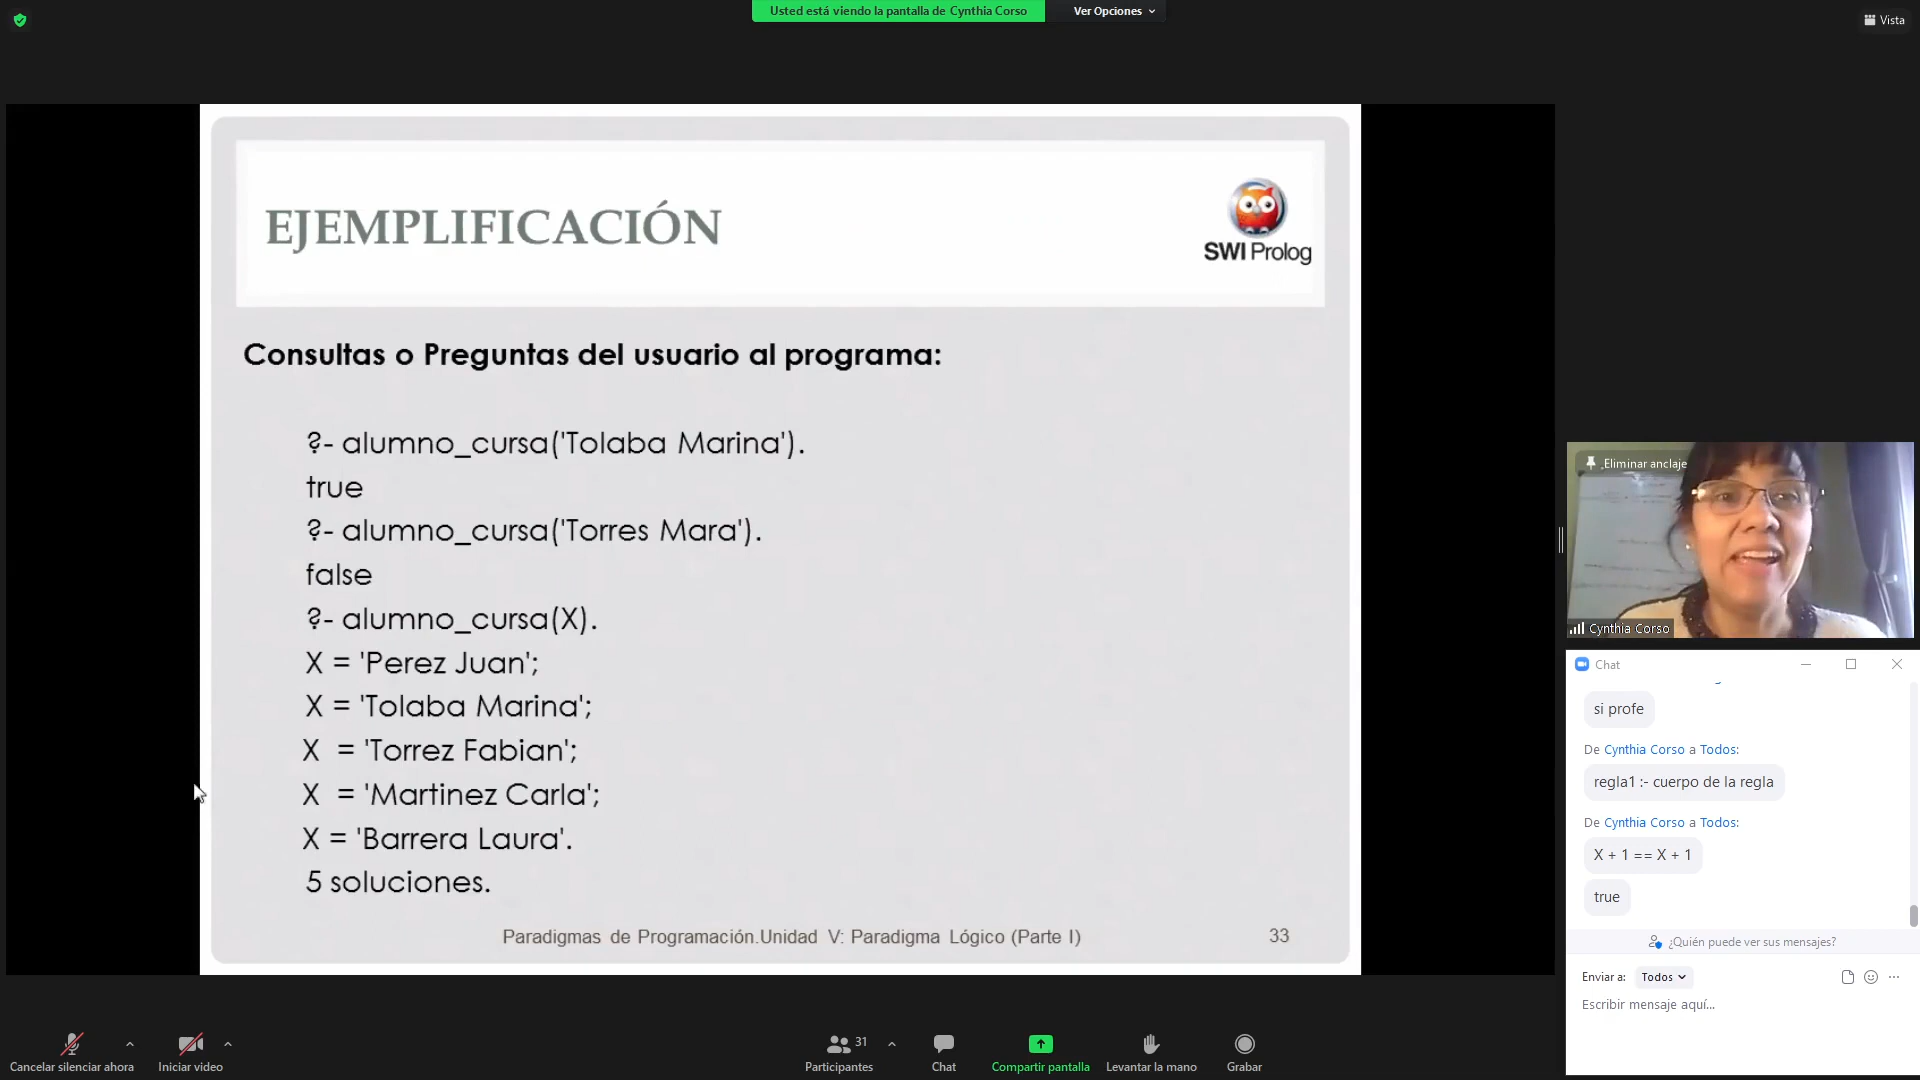 Usted está viendo la pantalla de Cynthia Corso
Ver Opciones
Vista
EJEMPLIFICACIÓN
SWI Prolog
Consultas o Preguntas del usuario al programa:
?- alumno_cursa('Tolaba Marina').
true
?- alumno_cursa('Torres Mara').
false
?- alumno_cursa(X).
X = 'Perez Juan';
X = 'Tolaba Marina';
X = 'Torrez Fabian';
X = 'Martinez Carla';
X = 'Barrera Laura'.
5 soluciones.
Paradigmas de Programación.Unidad V: Paradigma Lógico (Parte I)
33
Eliminar anclaje
Cynthia Corso
Chat
si profe
De Cynthia Corso a Todos:
regla1 :- cuerpo de la regla
De Cynthia Corso a Todos:
X + 1 == X + 1
true
¿Quién puede ver sus mensajes?
Enviar a: Todos
Escribir mensaje aquí...
Cancelar silenciar ahora
Iniciar video
31
Participantes
Chat
Compartir pantalla
Levantar la mano
Grabar